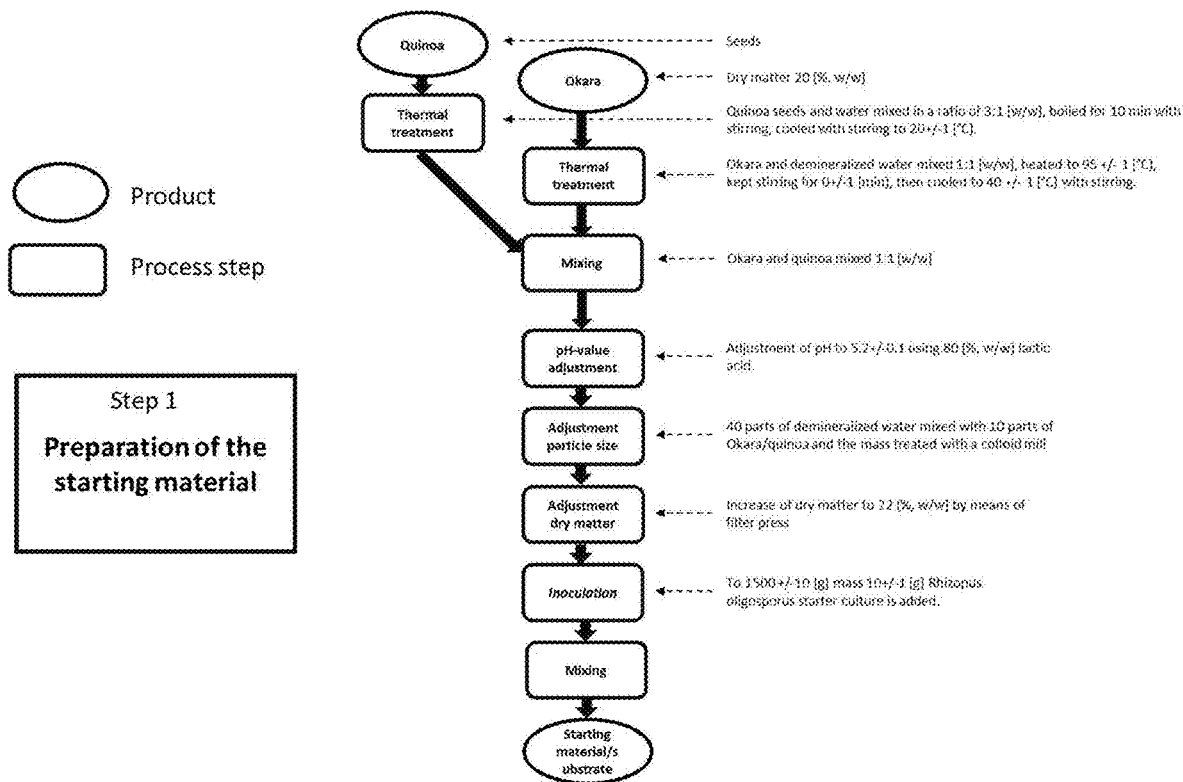 Quinoa
Seeds
Okara
Dry matter 20 [%, w/w]
Thermal
treatment
Quinoa seeds and water mixed in a ratio of 3:1 [w/w], boiled for 10 min with
stirring, cooled with stirring to 20+/-1 [°C].
Thermal
treatment
Okara and demineralized water mixed 1:1 [w/w], heated to 95 +/- 1 [°C],
kept stirring for 0+/-1 [min], then cooled to 40 +/- 1 [°C] with stirring.
Product
Process step
Mixing
Okara and quinoa mixed 1:1 [w/w]
pH-value
adjustment
Adjustment of pH to 5.2+/-0.1 using 80 [%, w/w] lactic
acid.
Step 1
Preparation of the
starting material
Adjustment
particle size
40 parts of demineralized water mixed with 10 parts of
Okara/quinoa and the mass treated with a colloid mill
Adjustment
dry matter
Increase of dry matter to 22 [%, w/w] by means of
filter press
Inoculation
To 1500+/-10 [g] mass 10+/-1 [g] Rhizopus
oligosporus starter culture is added.
Mixing
Starting
material/s
ubstrate